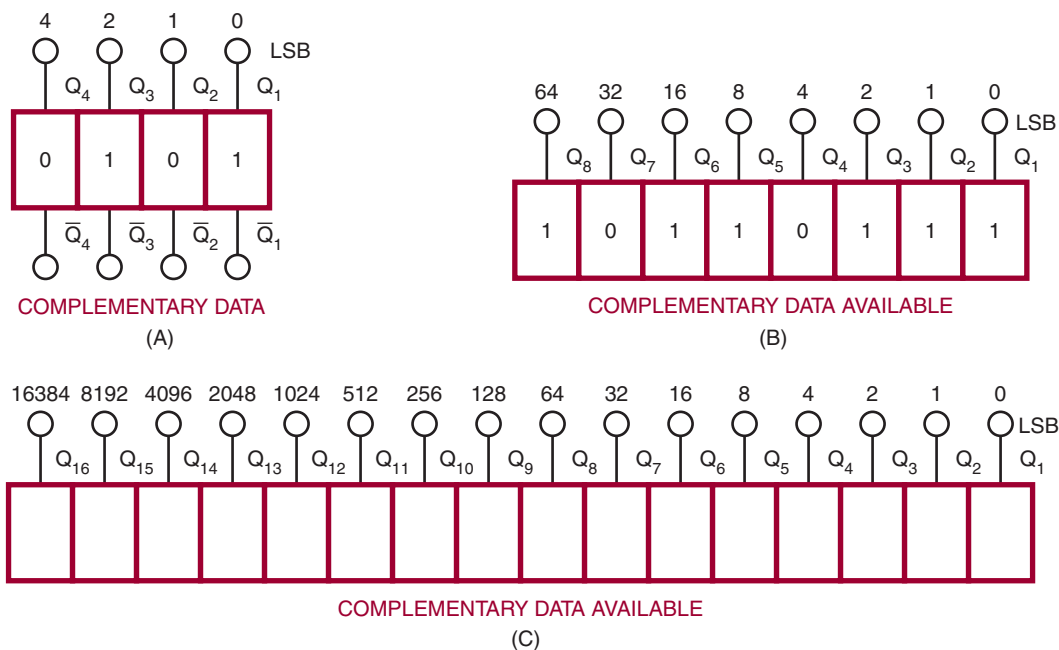 4 2 1 0
LSB
Q4 Q3 Q2 Q1
0 1 0 1
Q̅4 Q̅3 Q̅2 Q̅1
COMPLEMENTARY DATA
(A)
64 32 16 8 4 2 1 0
LSB
Q8 Q7 Q6 Q5 Q4 Q3 Q2 Q1
1 0 1 1 0 1 1 1
COMPLEMENTARY DATA AVAILABLE
(B)
16384 8192 4096 2048 1024 512 256 128 64 32 16 8 4 2 1 0
LSB
Q16 Q15 Q14 Q13 Q12 Q11 Q10 Q9 Q8 Q7 Q6 Q5 Q4 Q3 Q2 Q1
COMPLEMENTARY DATA AVAILABLE
(C)